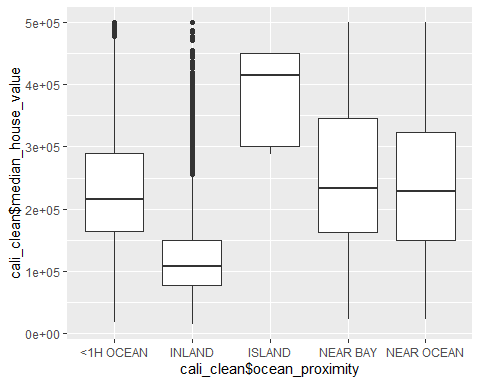 5e+05
4e+05
3e+05
2e+05
1e+05
0e+00
cali_clean$median_house_value
<1H OCEAN INLAND ISLAND NEAR BAY NEAR OCEAN
cali_clean$ocean_proximity